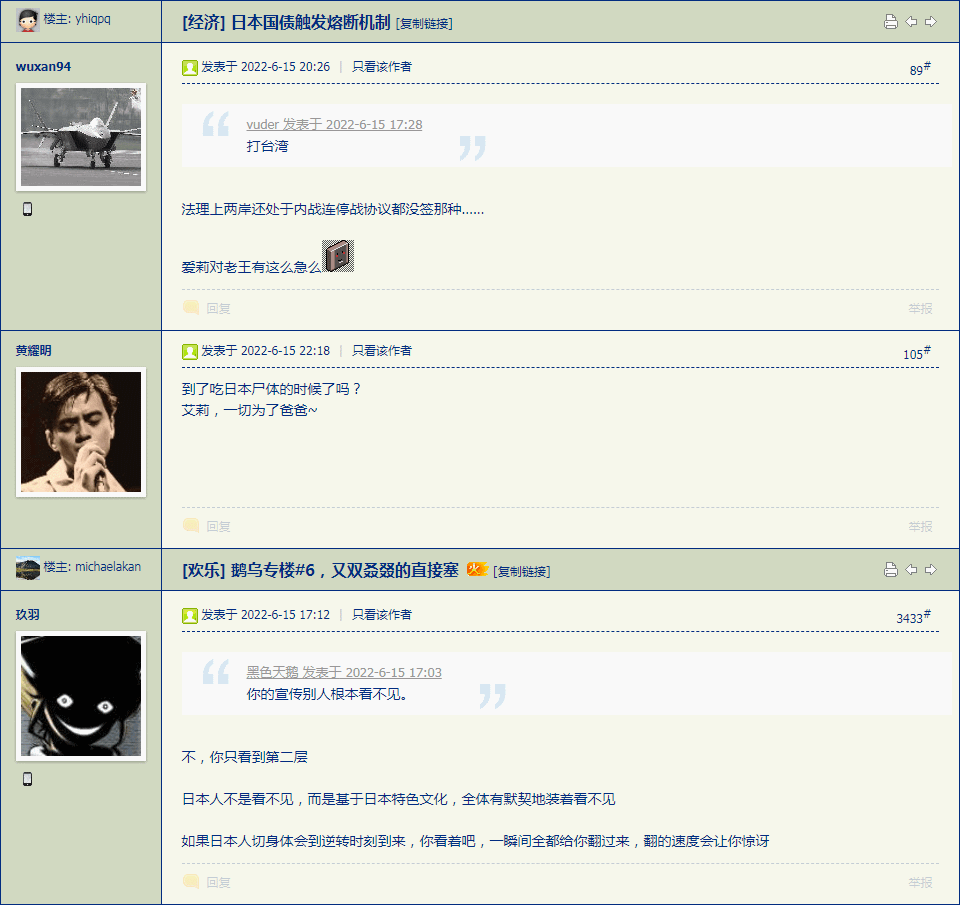 楼主: yhiqpq
[经济] 日本国债触发熔断机制 [复制链接]
wuxan94
发表于 2022-6-15 20:26 | 只看该作者
89#
vuder 发表于 2022-6-15 17:28
打台湾
法理上两岸还处于内战连停战协议都没签那种......
爱莉对老王有这么急么
回复
举报
黄耀明
发表于 2022-6-15 22:18 | 只看该作者
105#
到了吃日本尸体的时候了吗？
艾莉，一切为了爸爸~
回复
举报
楼主: michaelakan
[欢乐] 鹅乌专楼#6，又双叒叕的直接塞 火 [复制链接]
玖羽
发表于 2022-6-15 17:12 | 只看该作者
3433#
黑色天鹅 发表于 2022-6-15 17:03
你的宣传别人根本看不见。
不，你只看到第二层
日本人不是看不见，而是基于日本特色文化，全体有默契地装着看不见
如果日本人切身体会到逆转时刻到来，你看着吧，一瞬间全都给你翻过来，翻的速度会让你惊讶
回复
举报